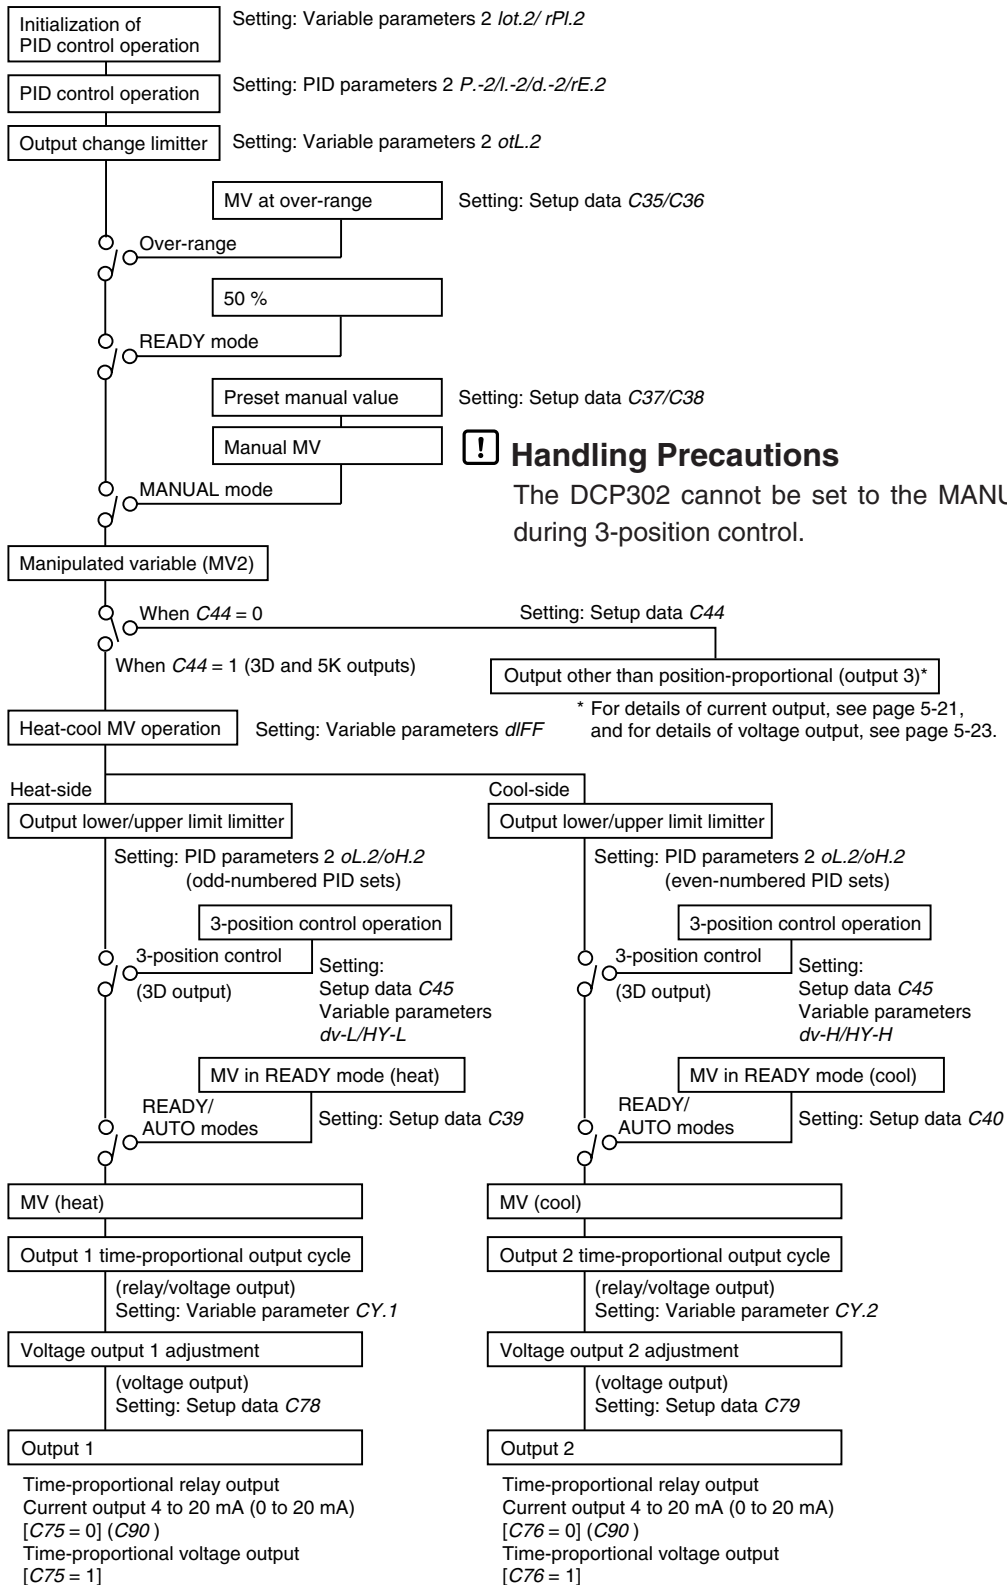 Initialization of
PID control operation
Setting: Variable parameters 2 Iot.2/ rPI.2
PID control operation
Setting: PID parameters 2 P.-2/I.-2/d.-2/rE.2
Output change limitter
Setting: Variable parameters 2 otL.2
MV at over-range
Setting: Setup data C35/C36
Over-range
50 %
READY mode
Preset manual value
Setting: Setup data C37/C38
Manual MV
! Handling Precautions
The DCP302 cannot be set to the MANU
during 3-position control.
MANUAL mode
Manipulated variable (MV2)
When C44 = 0
Setting: Setup data C44
When C44 = 1 (3D and 5K outputs)
Output other than position-proportional (output 3)*
* For details of current output, see page 5-21,
and for details of voltage output, see page 5-23.
Heat-cool MV operation
Setting: Variable parameters dIFF
Heat-side
Output lower/upper limit limitter
Setting: PID parameters 2 oL.2/oH.2
(odd-numbered PID sets)
3-position control operation
3-position control
(3D output)
Setting:
Setup data C45
Variable parameters
dv-L/HY-L
MV in READY mode (heat)
READY/
AUTO modes
Setting: Setup data C39
MV (heat)
Output 1 time-proportional output cycle
(relay/voltage output)
Setting: Variable parameter CY.1
Voltage output 1 adjustment
(voltage output)
Setting: Setup data C78
Output 1
Time-proportional relay output
Current output 4 to 20 mA (0 to 20 mA)
[C75 = 0] (C90 )
Time-proportional voltage output
[C75 = 1]
Cool-side
Output lower/upper limit limitter
Setting: PID parameters 2 oL.2/oH.2
(even-numbered PID sets)
3-position control operation
3-position control
(3D output)
Setting:
Setup data C45
Variable parameters
dv-H/HY-H
MV in READY mode (cool)
READY/
AUTO modes
Setting: Setup data C40
MV (cool)
Output 2 time-proportional output cycle
(relay/voltage output)
Setting: Variable parameter CY.2
Voltage output 2 adjustment
(voltage output)
Setting: Setup data C79
Output 2
Time-proportional relay output
Current output 4 to 20 mA (0 to 20 mA)
[C76 = 0] (C90 )
Time-proportional voltage output
[C76 = 1]